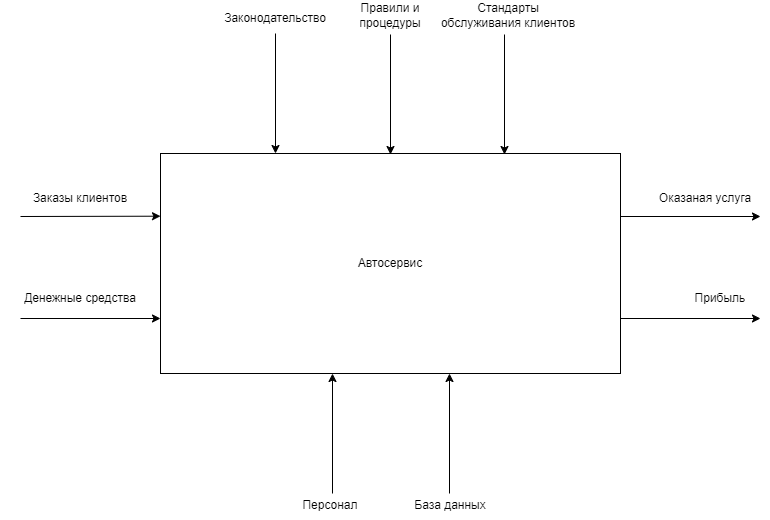 Законодательство
Правили и
процедуры
Стандарты
обслуживания клиентов
Заказы клиентов
Оказаная услуга
Автосервис
Денежные средства
Прибыль
Персонал
База данных